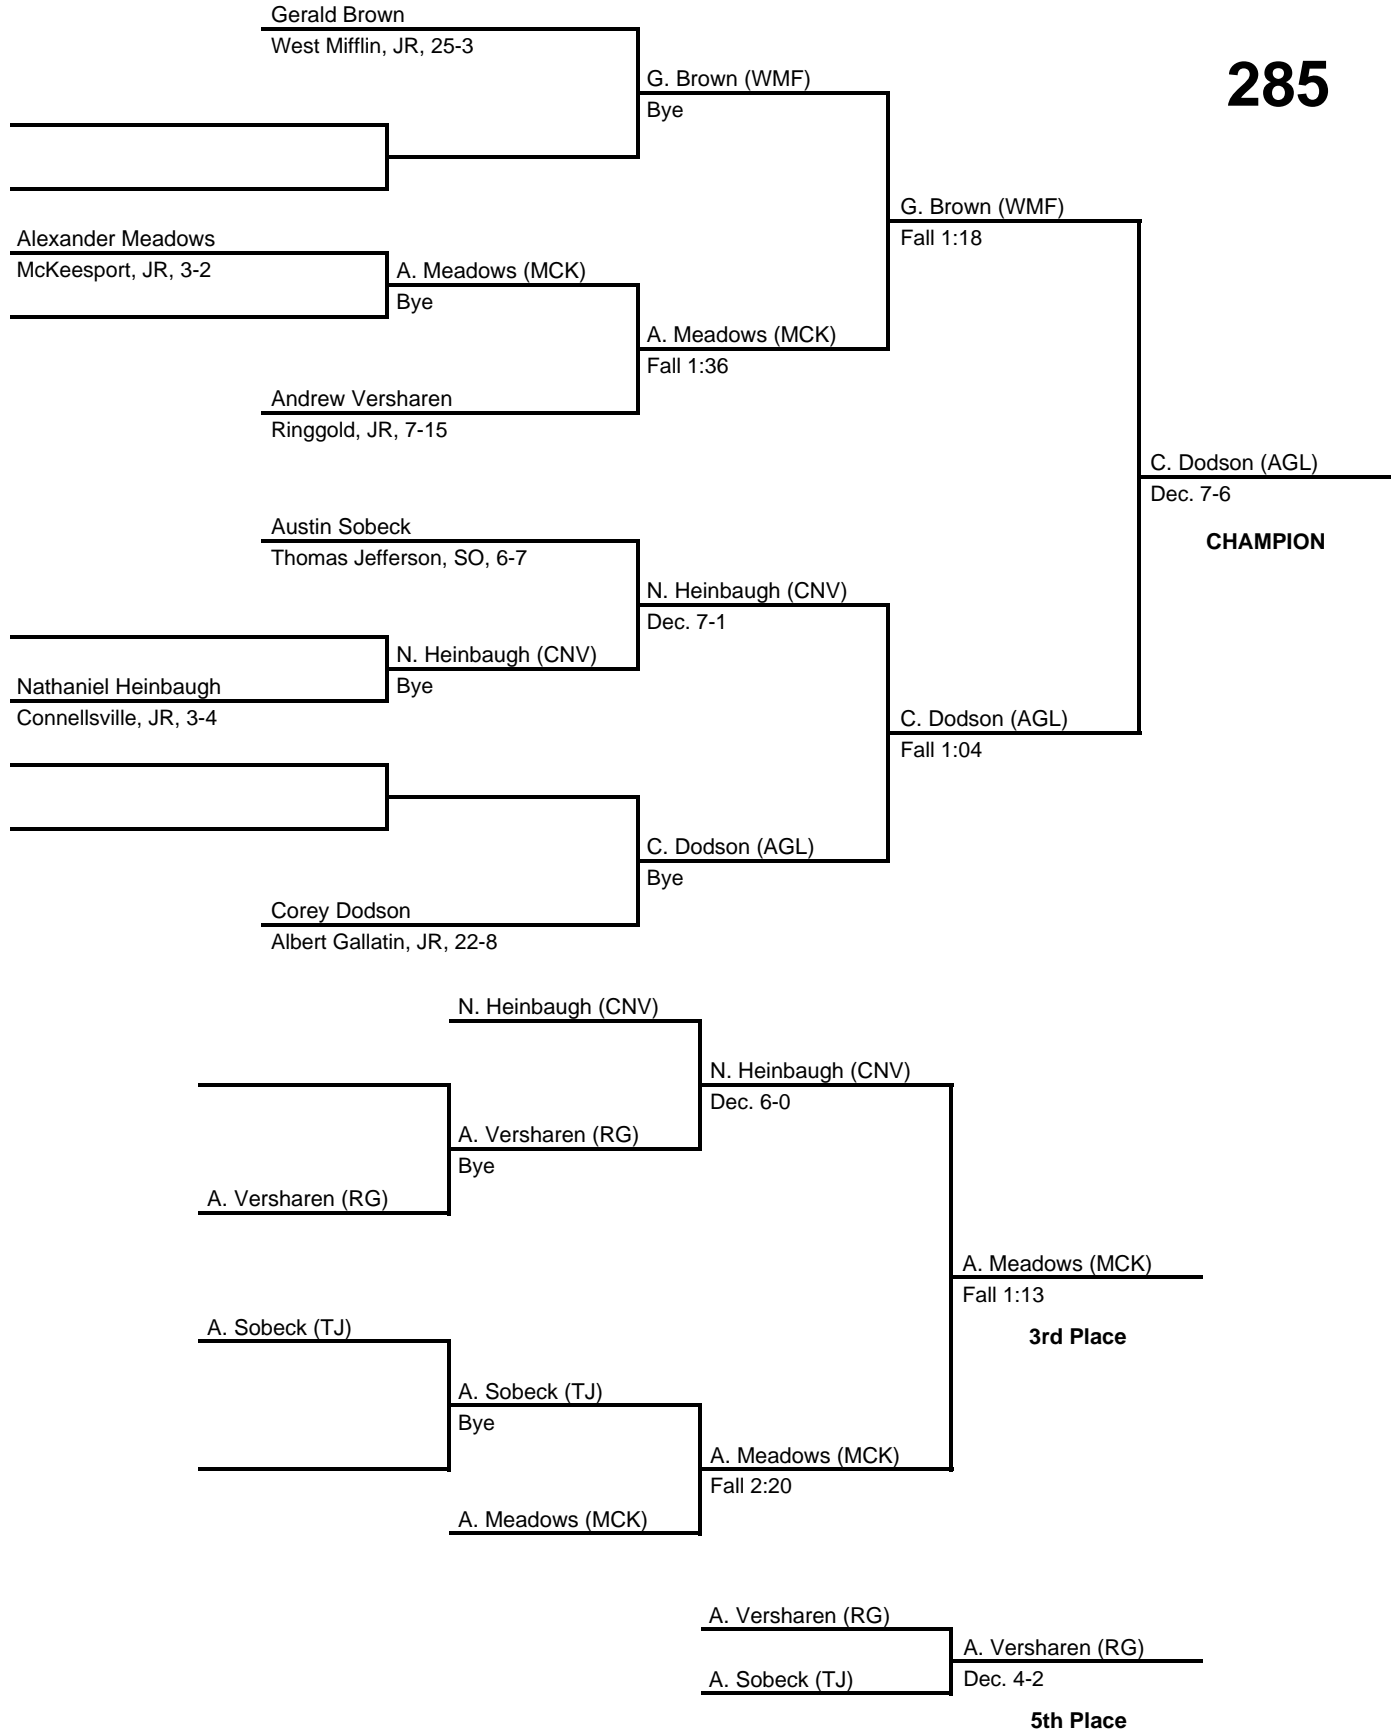 Gerald Brown
West Mifflin, JR, 25-3
285
G. Brown (WMF)
Bye
G. Brown (WMF)
Fall 1:18
Alexander Meadows
McKeesport, JR, 3-2
A. Meadows (MCK)
Bye
A. Meadows (MCK)
Fall 1:36
Andrew Versharen
Ringgold, JR, 7-15
C. Dodson (AGL)
Dec. 7-6
CHAMPION
Austin Sobeck
Thomas Jefferson, SO, 6-7
N. Heinbaugh (CNV)
Dec. 7-1
N. Heinbaugh (CNV)
Bye
Nathaniel Heinbaugh
Connellsville, JR, 3-4
C. Dodson (AGL)
Fall 1:04
C. Dodson (AGL)
Bye
Corey Dodson
Albert Gallatin, JR, 22-8
N. Heinbaugh (CNV)
N. Heinbaugh (CNV)
Dec. 6-0
A. Versharen (RG)
Bye
A. Versharen (RG)
A. Meadows (MCK)
Fall 1:13
3rd Place
A. Sobeck (TJ)
A. Sobeck (TJ)
Bye
A. Meadows (MCK)
Fall 2:20
A. Meadows (MCK)
A. Versharen (RG)
A. Versharen (RG)
Dec. 4-2
A. Sobeck (TJ)
5th Place